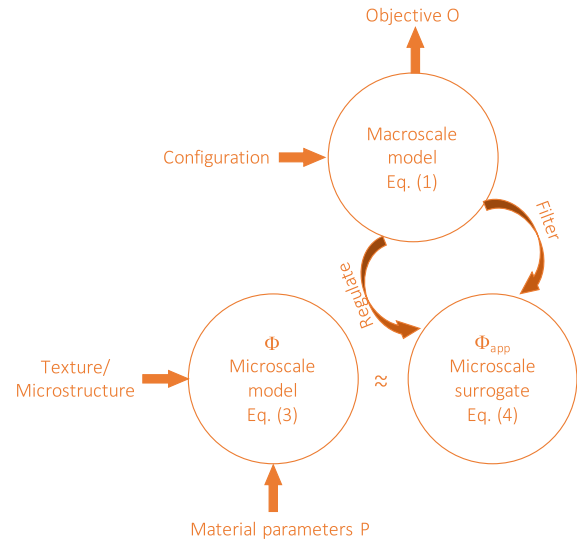 Objective O
Macroscale
model
Eq. (1)
Configuration
Filter
Regulate
Φ
Microscale
model
Eq. (3)
Texture/
Microstructure
≈
Φapp
Microscale
surrogate
Eq. (4)
Material parameters P